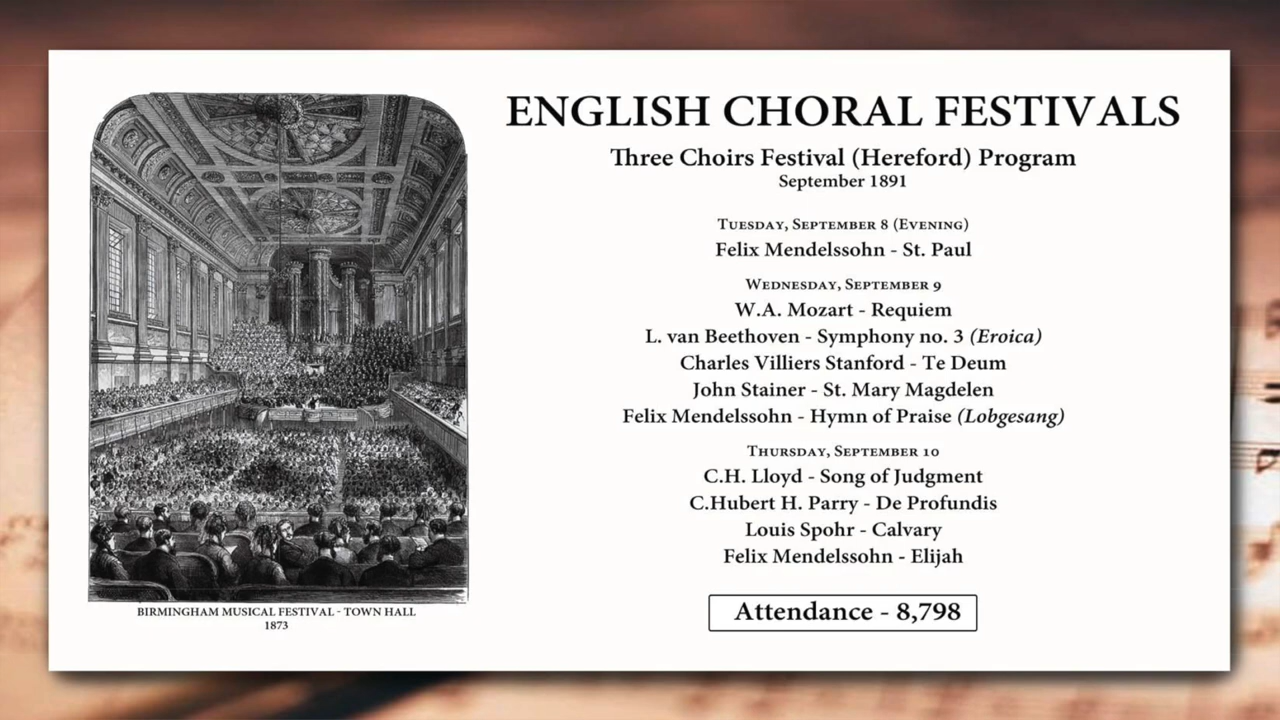 ENGLISH CHORAL FESTIVALS
Three Choirs Festival (Hereford) Program
September 1891
Tuesday, September 8 (Evening)
Felix Mendelssohn - St. Paul
Wednesday, September 9
W.A. Mozart - Requiem
L. van Beethoven - Symphony no. 3 (Eroica)
Charles Villiers Stanford - Te Deum
John Stainer - St. Mary Magdelen
Felix Mendelssohn - Hymn of Praise (Lobgesang)
Thursday, September 10
C.H. Lloyd - Song of Judgment
C.Hubert H. Parry - De Profundis
Louis Spohr - Calvary
Felix Mendelssohn - Elijah
Attendance - 8,798
BIRMINGHAM MUSICAL FESTIVAL - TOWN HALL
1873